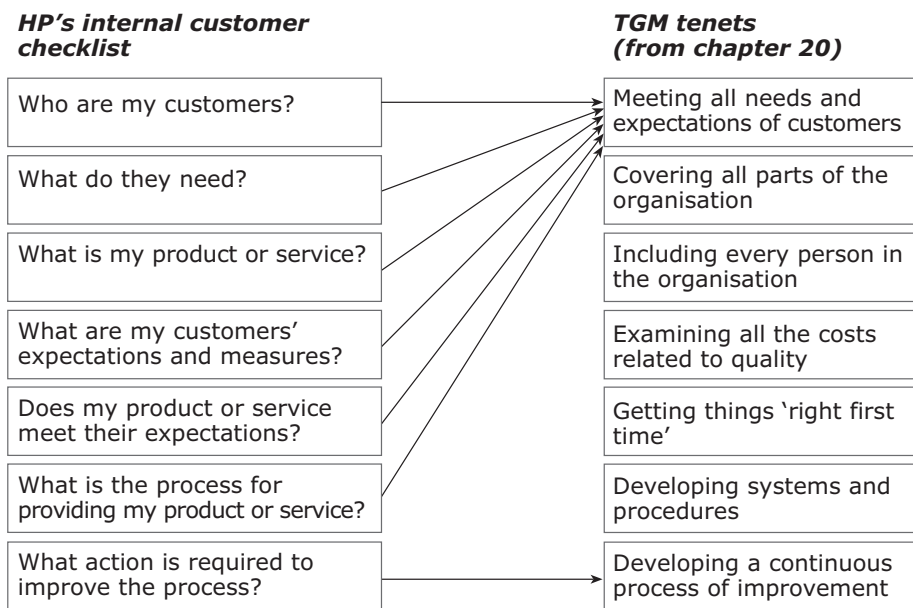 HP's internal customer
checklist
Who are my customers?
What do they need?
What is my product or service?
What are my customers'
expectations and measures?
Does my product or service
meet their expectations?
What is the process for
providing my product or service?
What action is required to
improve the process?
TGM tenets
(from chapter 20)
Meeting all needs and
expectations of customers
Covering all parts of the
organisation
Including every person in
the organisation
Examining all the costs
related to quality
Getting things ‘right first
time’
Developing systems and
procedures
Developing a continuous
process of improvement